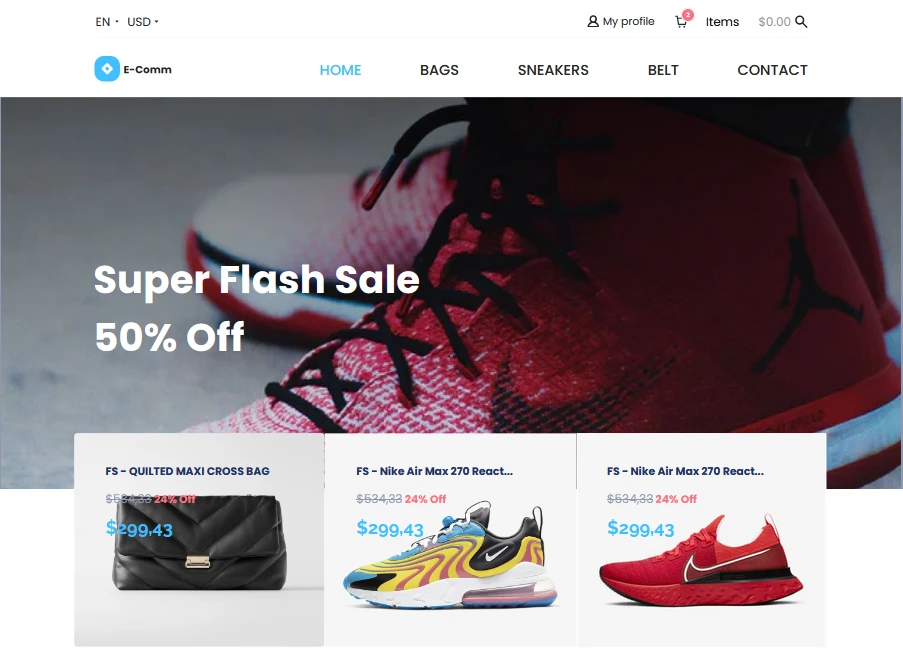 EN USD
My profile 2 Items $0.00
E-Comm HOME BAGS SNEAKERS BELT CONTACT
Super Flash Sale
50% Off
FS - QUILTED MAXI CROSS BAG
$534,33 24% Off
$299,43
FS - Nike Air Max 270 React...
$534,33 24% Off
$299,43
FS - Nike Air Max 270 React...
$534,33 24% Off
$299,43